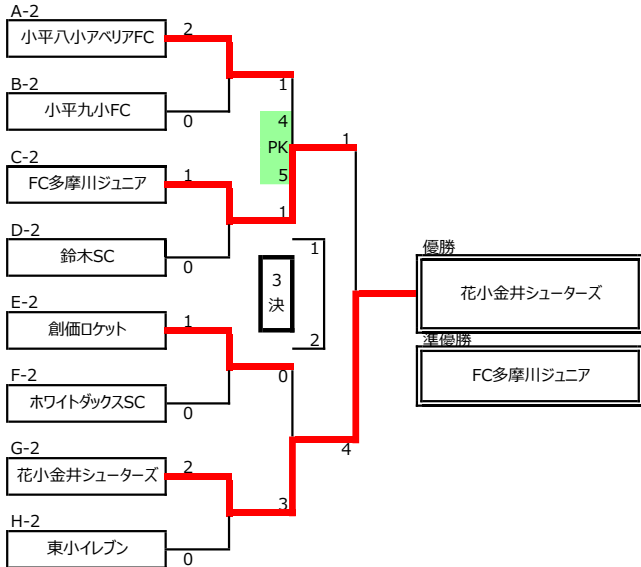 A-2
小平八小アベリアFC
2
1
B-2
小平九小FC
0
4
PK
5
1
C-2
FC多摩川ジュニア
1
1
D-2
鈴木SC
0
1
3
決
2
優勝
花小金井シューターズ
準優勝
FC多摩川ジュニア
E-2
創価ロケット
1
0
F-2
ホワイトダックスSC
0
4
G-2
花小金井シューターズ
2
3
H-2
東小イレブン
0